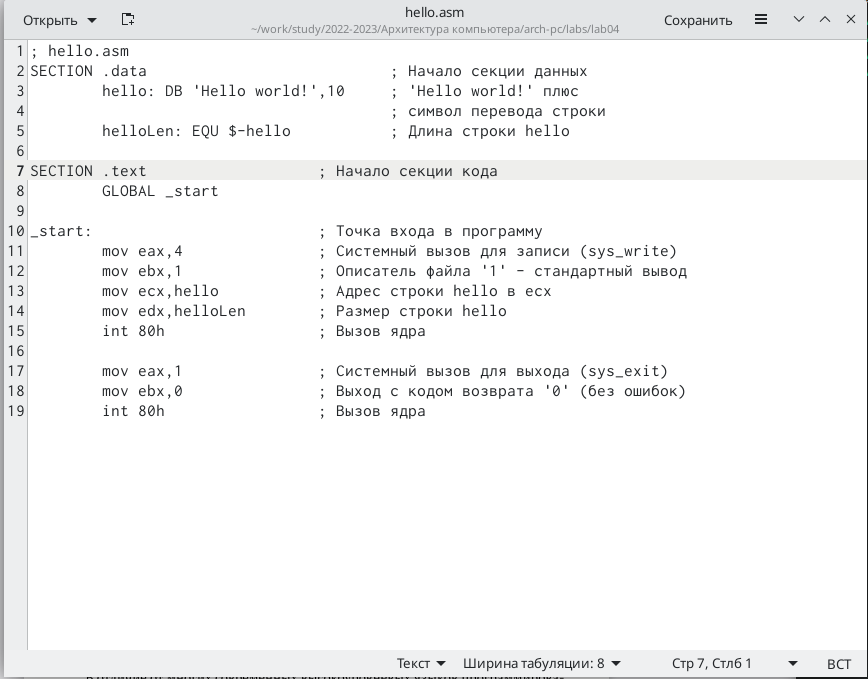 Открыть
hello.asm
~/work/study/2022-2023/Архитектура компьютера/arch-pc/labs/lab04
Сохранить
1 ; hello.asm
2 SECTION .data ; Начало секции данных
3 hello: DB 'Hello world!',10 ; 'Hello world!' плюс
4 ; символ перевода строки
5 helloLen: EQU $-hello ; Длина строки hello
6
7 SECTION .text ; Начало секции кода
8 GLOBAL _start
9
10 _start: ; Точка входа в программу
11 mov eax,4 ; Системный вызов для записи (sys_write)
12 mov ebx,1 ; Описатель файла '1' - стандартный вывод
13 mov ecx,hello ; Адрес строки hello в ecx
14 mov edx,helloLen ; Размер строки hello
15 int 80h ; Вызов ядра
16
17 mov eax,1 ; Системный вызов для выхода (sys_exit)
18 mov ebx,0 ; Выход с кодом возврата '0' (без ошибок)
19 int 80h ; Вызов ядра
Текст Ширина табуляции: 8 Стр 7, Стлб 1 ВСТ